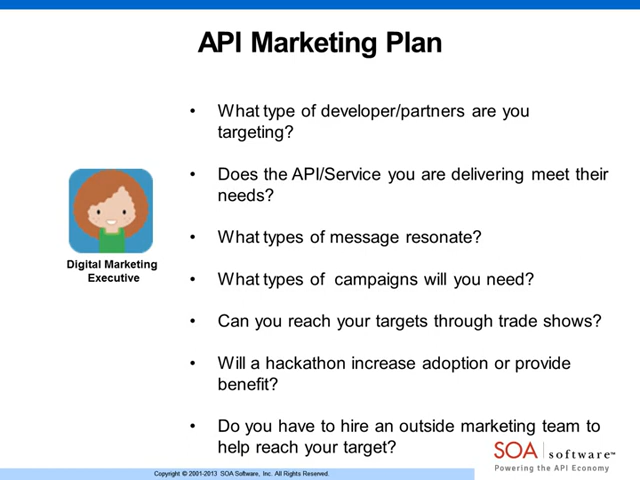 API Marketing Plan
• What type of developer/partners are you
targeting?
• Does the API/Service you are delivering meet their
needs?
• What types of message resonate?
• What types of campaigns will you need?
• Can you reach your targets through trade shows?
• Will a hackathon increase adoption or provide
benefit?
• Do you have to hire an outside marketing team to
help reach your target?
Digital Marketing
Executive
SOA software™
Powering the API Economy
Copyright © 2001-2013 SOA Software, Inc. All Rights Reserved.